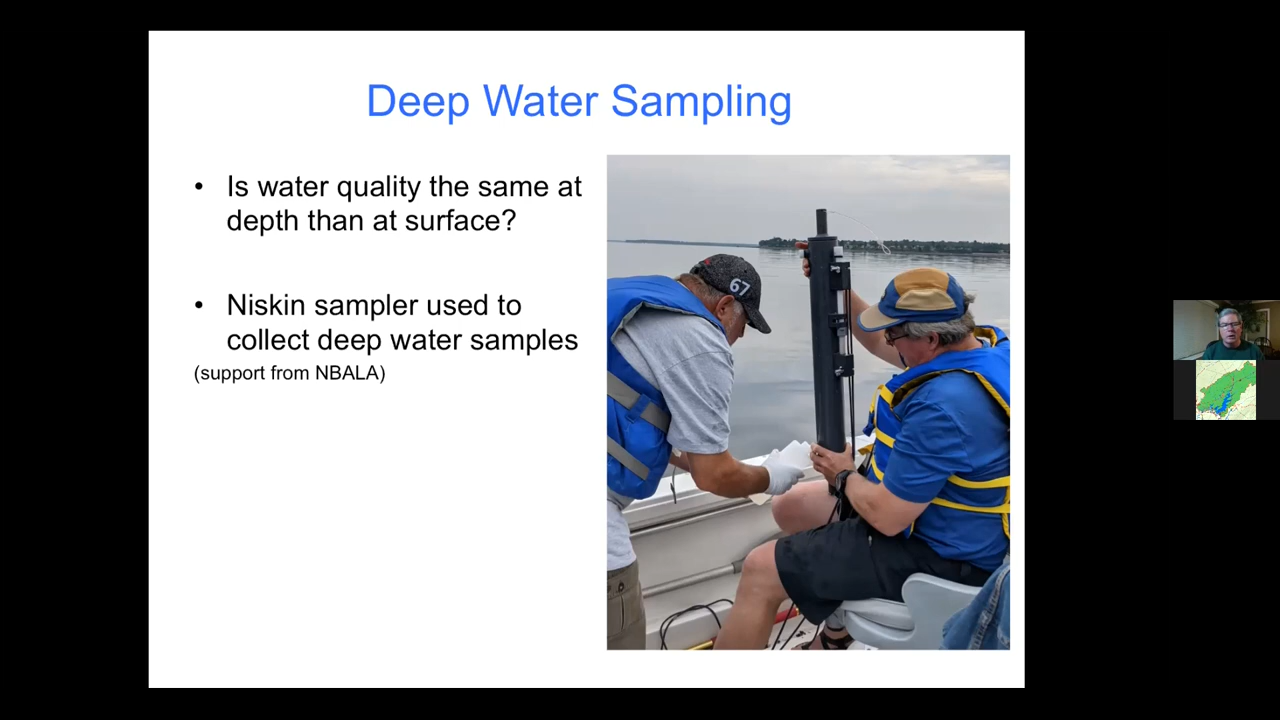 Deep Water Sampling
• Is water quality the same at
depth than at surface?
• Niskin sampler used to
collect deep water samples
(support from NBALA)
67